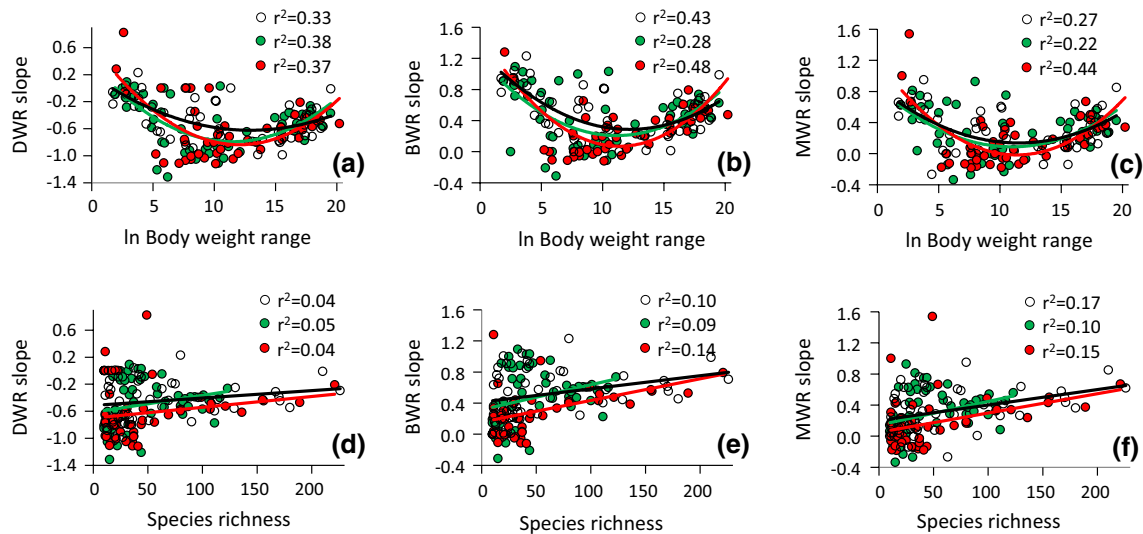 r²=0.33
r²=0.38
r²=0.37
0.6
0.2
-0.2
-0.6
-1.0
-1.4
DWR slope
(a)
0 5 10 15 20
ln Body weight range
r²=0.43
r²=0.28
r²=0.48
1.6
1.2
0.8
0.4
0.0
-0.4
BWR slope
(b)
0 5 10 15 20
ln Body weight range
r²=0.27
r²=0.22
r²=0.44
1.6
1.2
0.8
0.4
0.0
-0.4
MWR slope
(c)
0 5 10 15 20
ln Body weight range
r²=0.04
r²=0.05
r²=0.04
0.6
0.2
-0.2
-0.6
-1.0
-1.4
DWR slope
(d)
0 50 100 150 200
Species richness
r²=0.10
r²=0.09
r²=0.14
1.6
1.2
0.8
0.4
0.0
-0.4
BWR slope
(e)
0 50 100 150 200
Species richness
r²=0.17
r²=0.10
r²=0.15
1.6
1.2
0.8
0.4
0.0
-0.4
MWR slope
(f)
0 50 100 150 200
Species richness